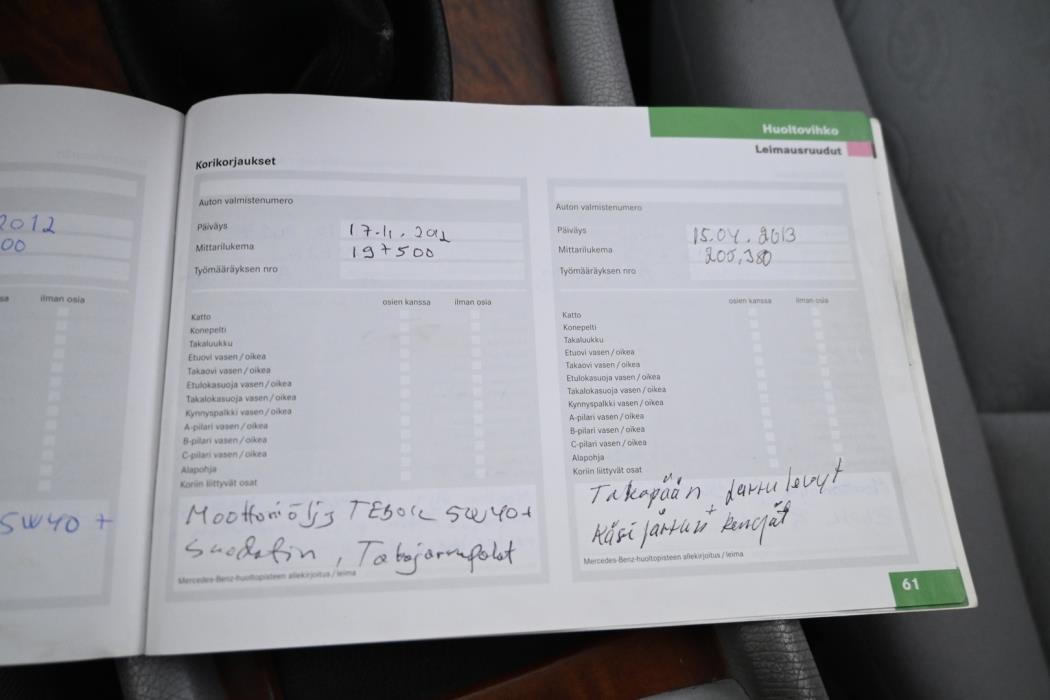 Huoltovihko
Leimausruudut
2012
00
ilman osia
5W40 +
Korikorjaukset
Auton valmistenumero
Päiväys 17.11.2012
Mittarilukema 197500
Työmääräyksen nro
osien kanssa ilman osia
Katto
Konepelti
Takaluukku
Etuovi vasen/oikea
Takaovi vasen/oikea
Etulokasuoja vasen/oikea
Takalokasuoja vasen/oikea
Kynnyspalkki vasen/oikea
A-pilari vasen/oikea
B-pilari vasen/oikea
C-pilari vasen/oikea
Alapohja
Koriin liittyvät osat
Moottoriöljy TEBOIL 5W40+
Suodatin, Takajarrupalat
Mercedes-Benz-huoltopisteen allekirjoitus/leima
Auton valmistenumero
Päiväys 15.04.2013
Mittarilukema 205,380
Työmääräyksen nro
osien kanssa ilman osia
Katto
Konepelti
Takaluukku
Etuovi vasen/oikea
Takaovi vasen/oikea
Etulokasuoja vasen/oikea
Takalokasuoja vasen/oikea
Kynnyspalkki vasen/oikea
A-pilari vasen/oikea
B-pilari vasen/oikea
C-pilari vasen/oikea
Alapohja
Koriin liittyvät osat
Takapään jarrulevyt
+
Käsijarrun kengät
Mercedes-Benz-huoltopisteen allekirjoitus/leima
61